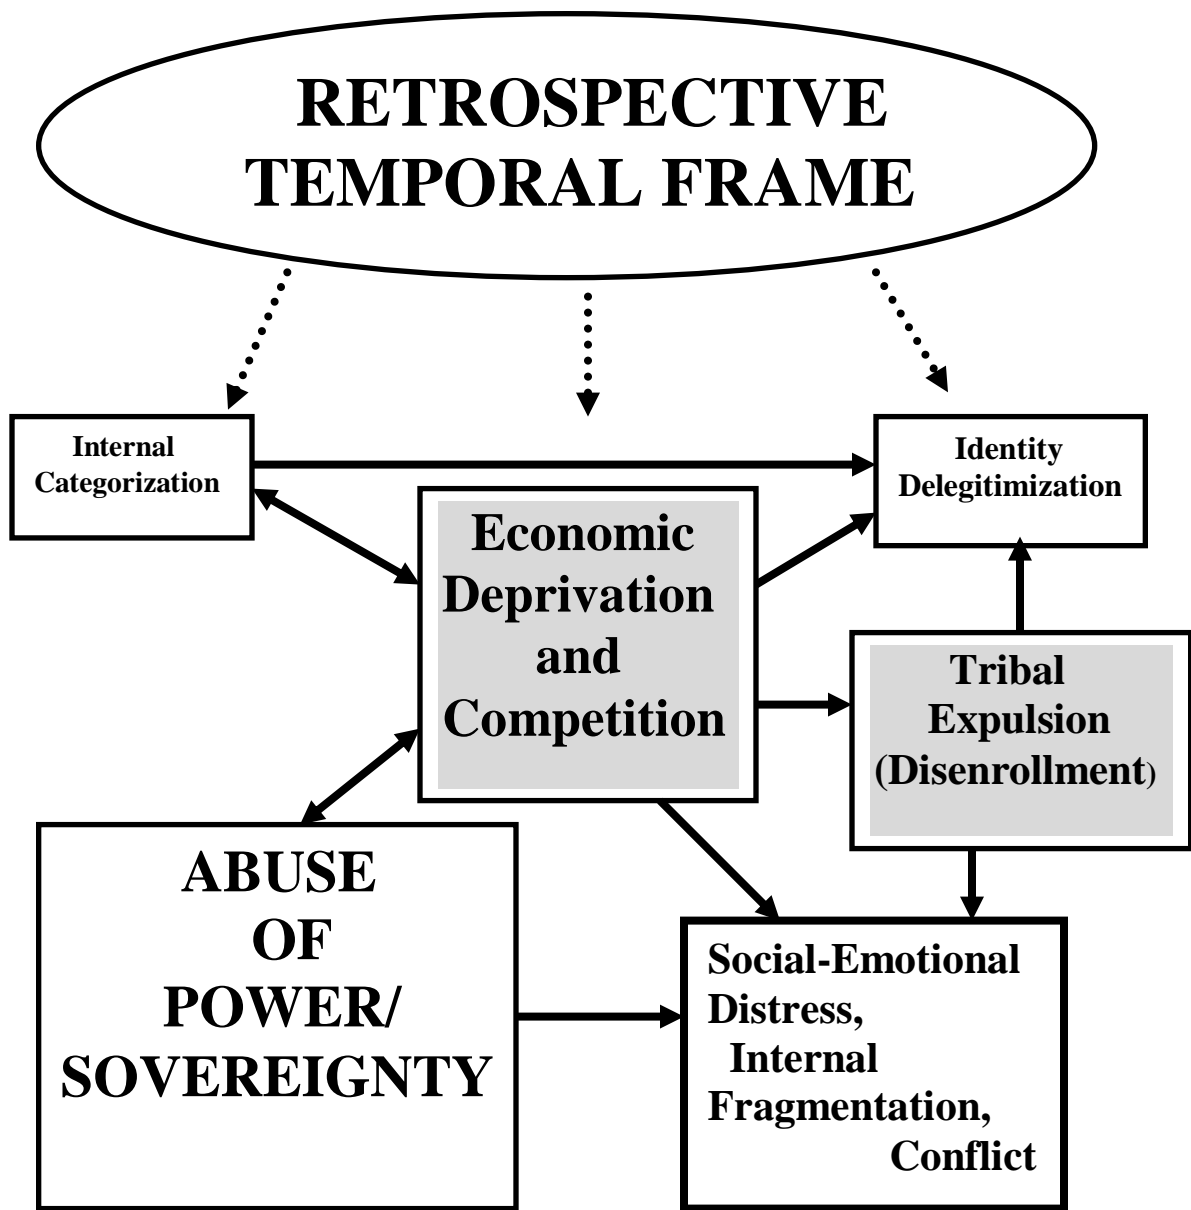 RETROSPECTIVE
TEMPORAL FRAME
Internal
Categorization
Identity
Delegitimization
Economic
Deprivation
and
Competition
Tribal
Expulsion
(Disenrollment)
ABUSE
OF
POWER/
SOVEREIGNTY
Social-Emotional
Distress,
Internal
Fragmentation,
Conflict